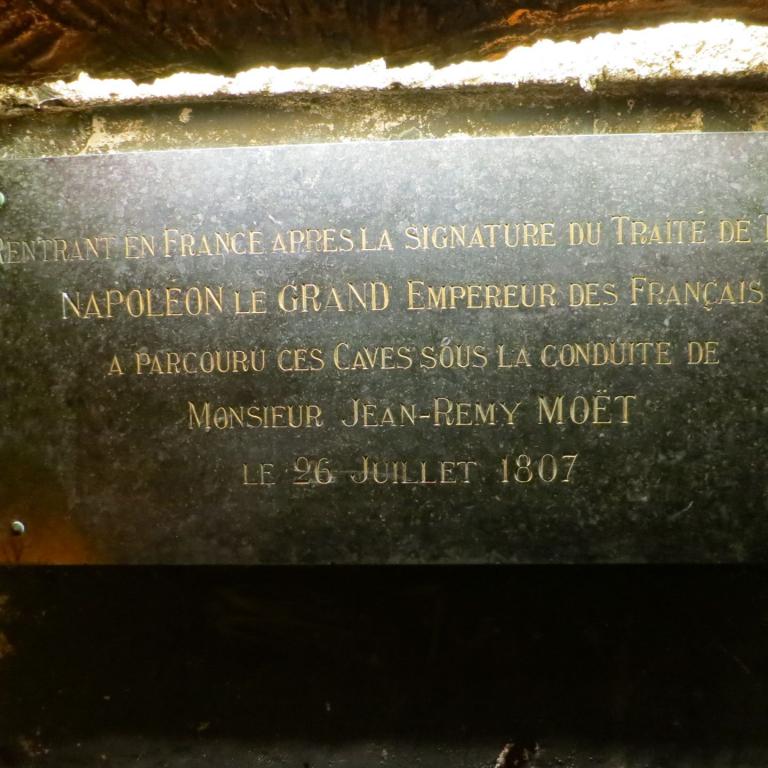 RENTRANT EN FRANCE APRES LA SIGNATURE DU TRAITÉ DE T
NAPOLÉON LE GRAND EMPEREUR DES FRANÇAIS
A PARCOURU CES CAVES SOUS LA CONDUITE DE
MONSIEUR JEAN-REMY MOËT
LE 26 JUILLET 1807